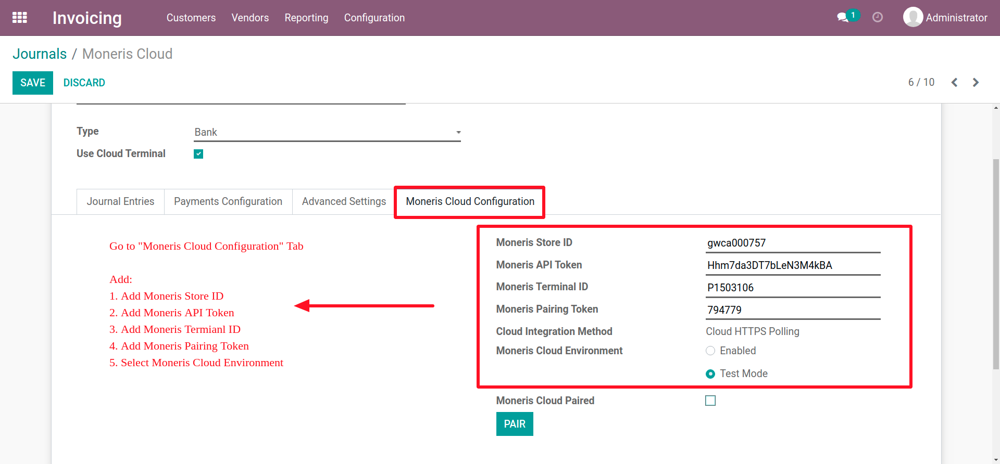 Invoicing Customers Vendors Reporting Configuration 1 Administrator
Journals / Moneris Cloud
SAVE DISCARD 6 / 10
Type Bank
Use Cloud Terminal
Journal Entries Payments Configuration Advanced Settings Moneris Cloud Configuration
Go to "Moneris Cloud Configuration" Tab
Add:
1. Add Moneris Store ID
2. Add Moneris API Token
3. Add Moneris Termianl ID
4. Add Moneris Pairing Token
5. Select Moneris Cloud Environment
Moneris Store ID gwca000757
Moneris API Token Hhm7da3DT7bLeN3M4kBA
Moneris Terminal ID P1503106
Moneris Pairing Token 794779
Cloud Integration Method Cloud HTTPS Polling
Moneris Cloud Environment Enabled
Test Mode
Moneris Cloud Paired
PAIR